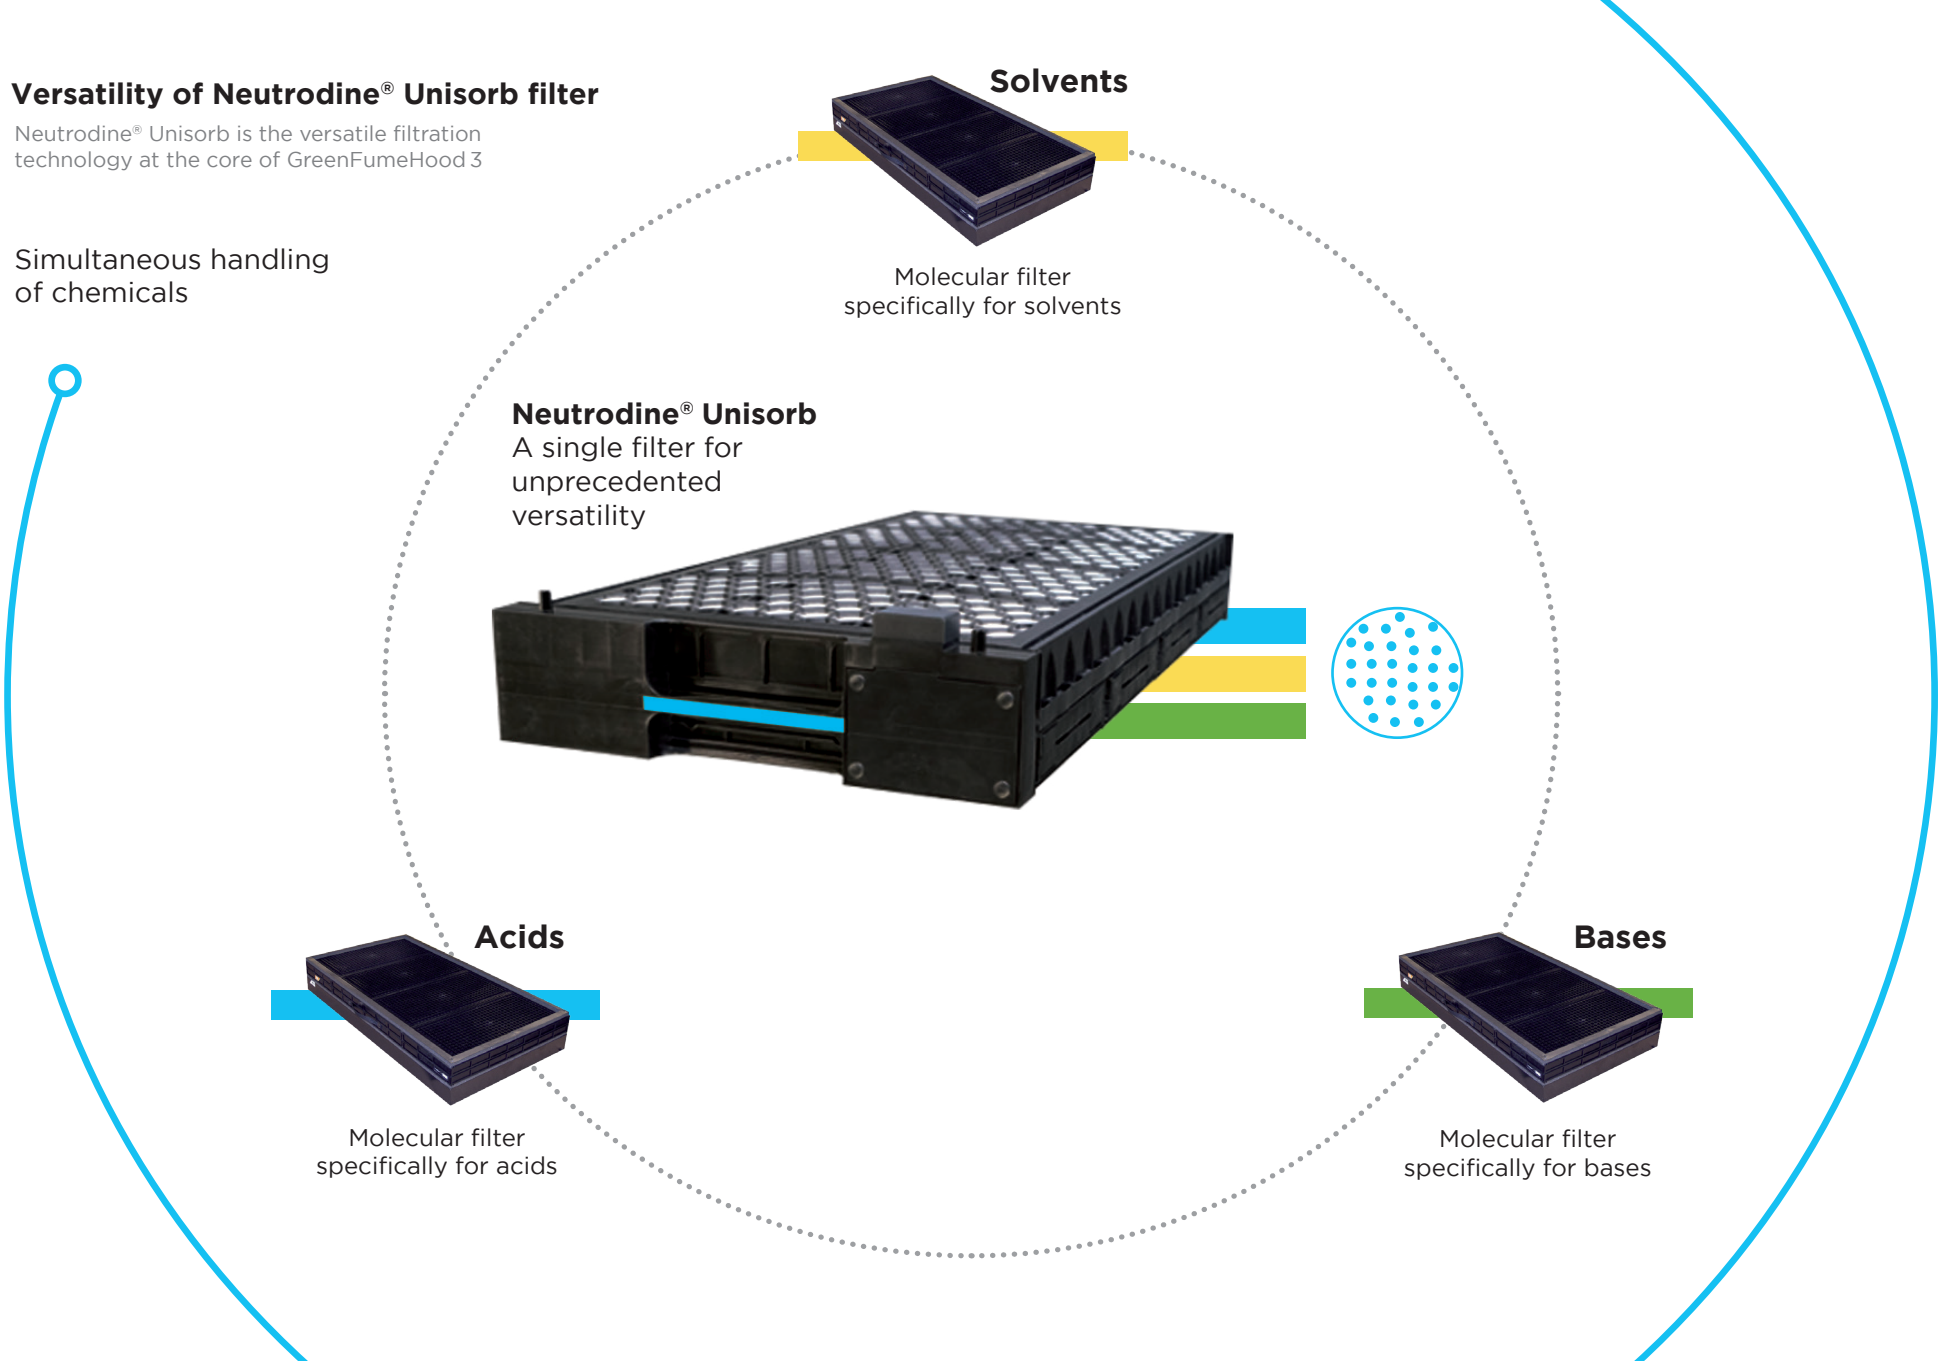 Versatility of Neutrodine® Unisorb filter
Neutrodine® Unisorb is the versatile filtration
technology at the core of GreenFumeHood 3
Simultaneous handling
of chemicals
Solvents
Molecular filter
specifically for solvents
Neutrodine® Unisorb
A single filter for
unprecedented
versatility
Acids
Molecular filter
specifically for acids
Bases
Molecular filter
specifically for bases